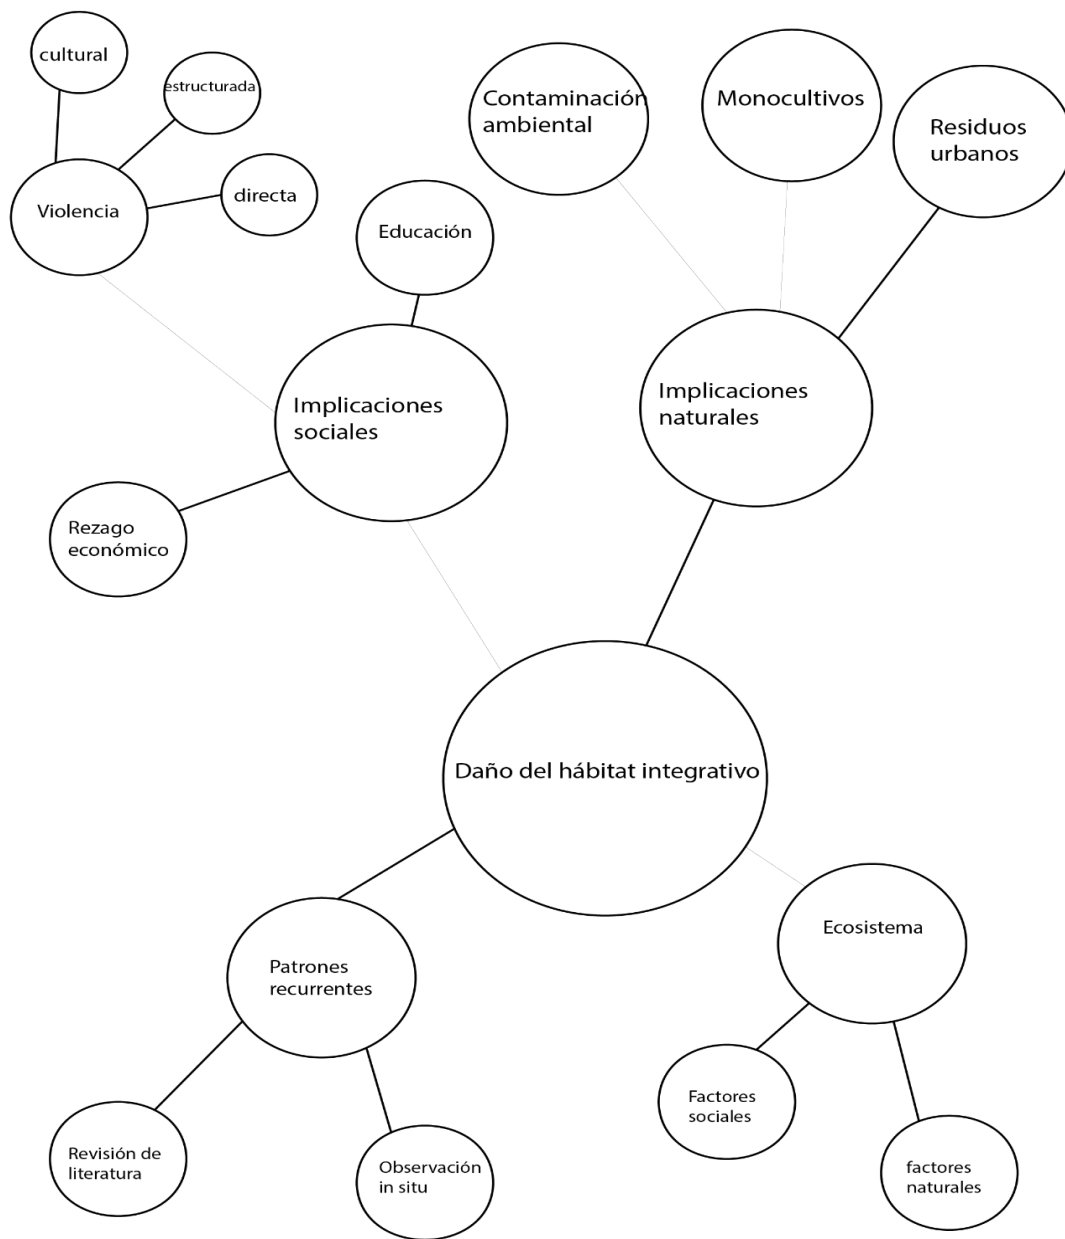 cultural
estructurada
Violencia
directa
Educación
Contaminación
ambiental
Monocultivos
Residuos
urbanos
Implicaciones
sociales
Implicaciones
naturales
Rezago
económico
Daño del hábitat integrativo
Patrones
recurrentes
Ecosistema
Revisión de
literatura
Observación
in situ
Factores
sociales
factores
naturales